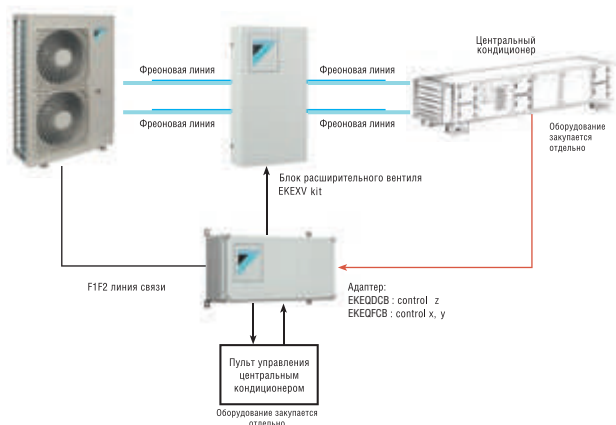 Центральный
кондиционер
Фреоновая линия
Фреоновая линия
Фреоновая линия
Фреоновая линия
Оборудование
закупается
отдельно
Блок расширительного вентиля
EKEXV kit
F1F2 линия связи
Адаптер:
EKEQDCB : control z
EKEQFCB : control x, y
Пульт управления
центральным
кондиционером
Оборудование закупается
отдельно